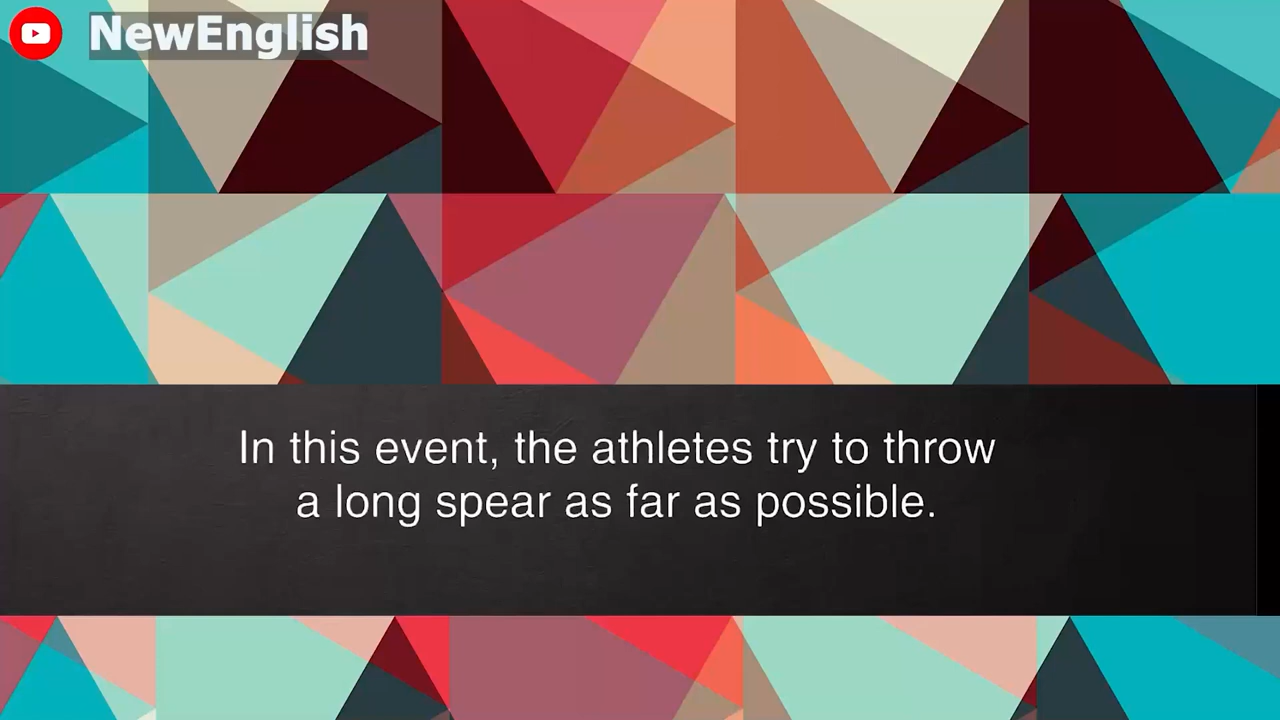 NewEnglish
In this event, the athletes try to throw
a long spear as far as possible.